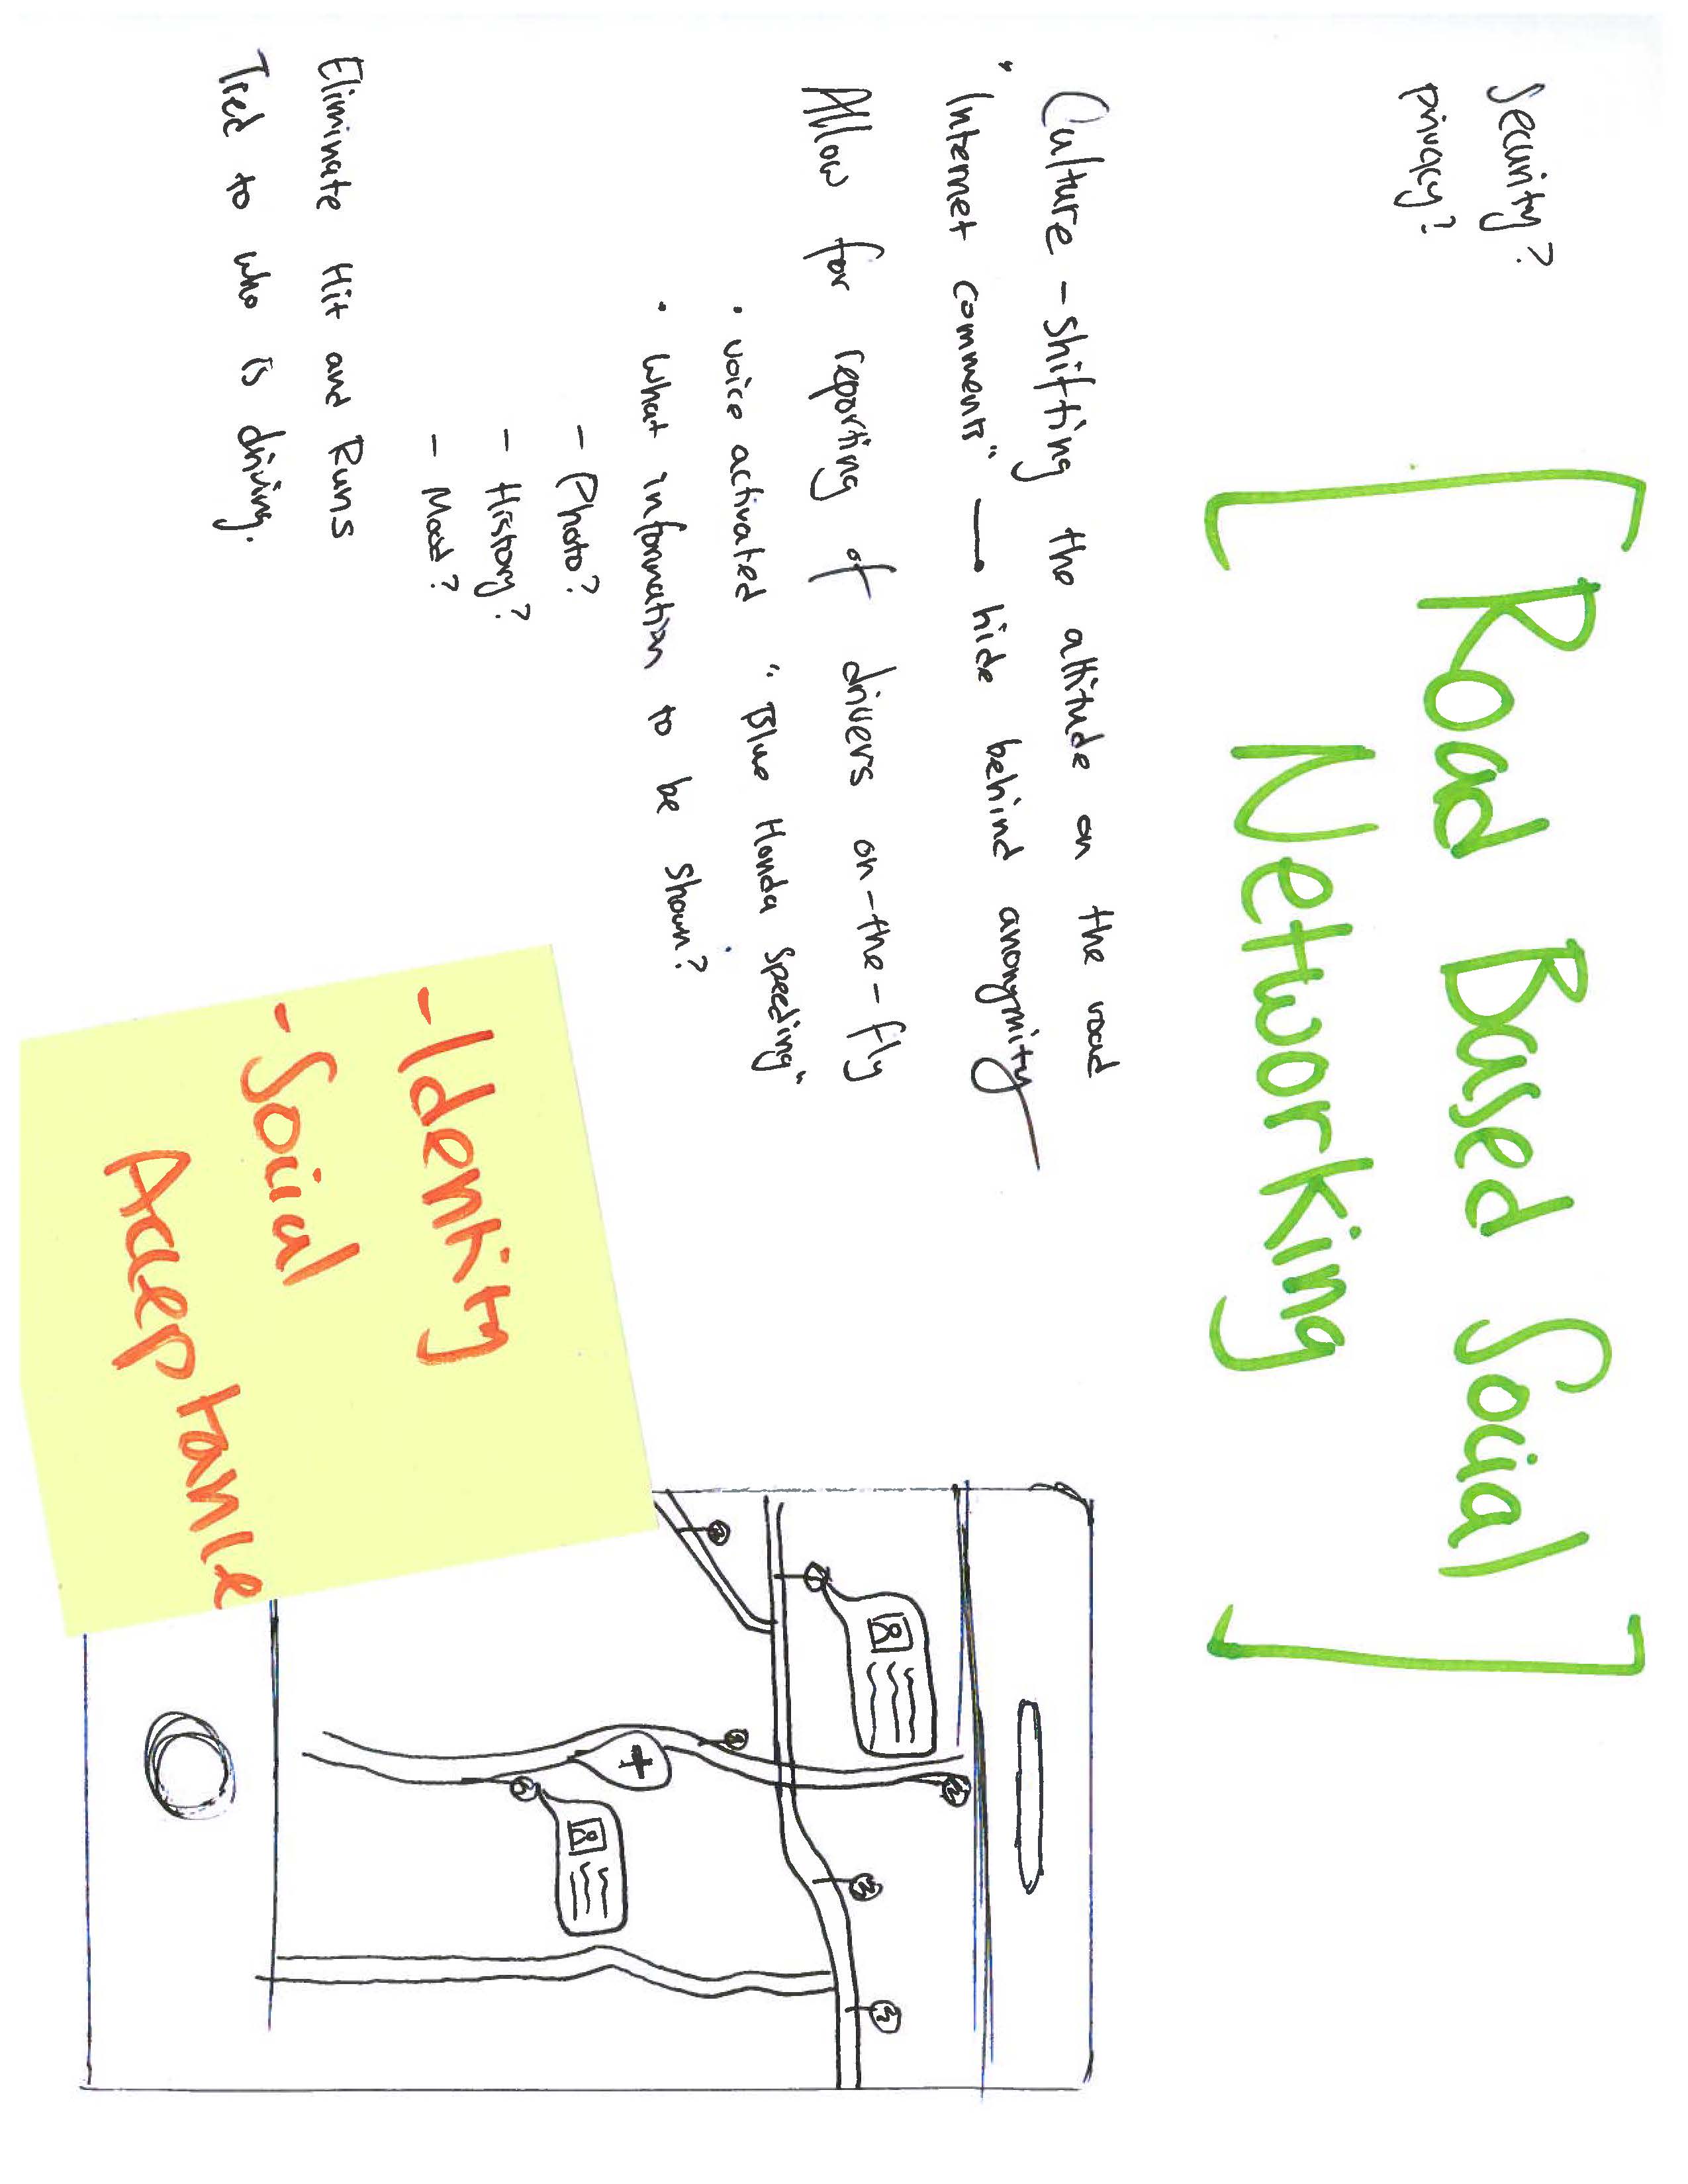 Security?
privacy?
[ Road Based Social
Networking ]
Culture - Shifting the attitude on the road
" Internet comments" — hide behind anonymity
Allow for reporting of drivers on-the-fly
• voice activated "Blue Honda Speeding"
• What information to be shown?
- Photo?
- History?
- Mood?
Eliminate Hit and Runs
Tied to who is driving.
- Identity
- Social
Acceptance
+